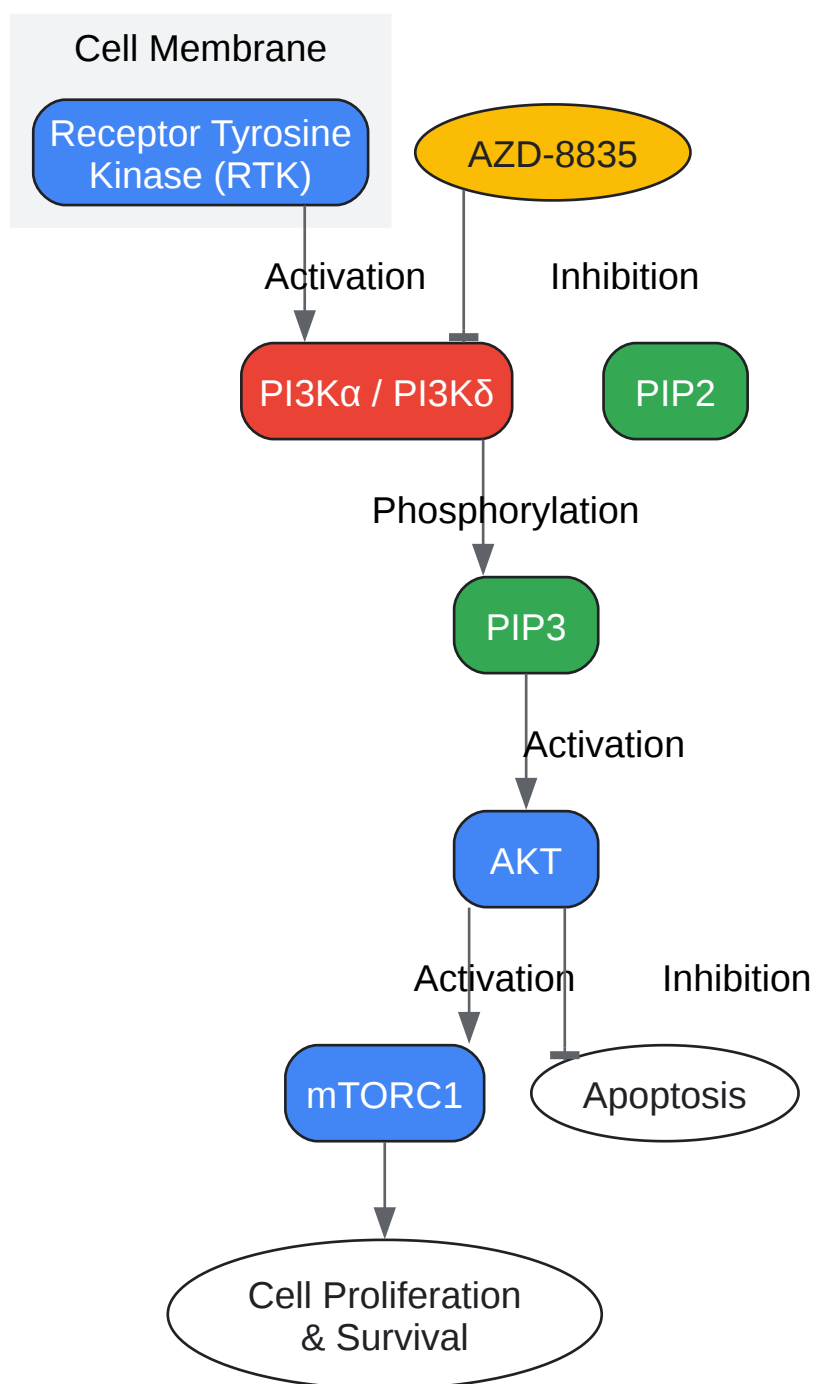 Cell Membrane
Receptor Tyrosine
Kinase (RTK)
AZD-8835
Activation
Inhibition
PI3Kα / PI3Kδ
PIP2
Phosphorylation
PIP3
Activation
AKT
Activation
Inhibition
mTORC1
Apoptosis
Cell Proliferation
& Survival